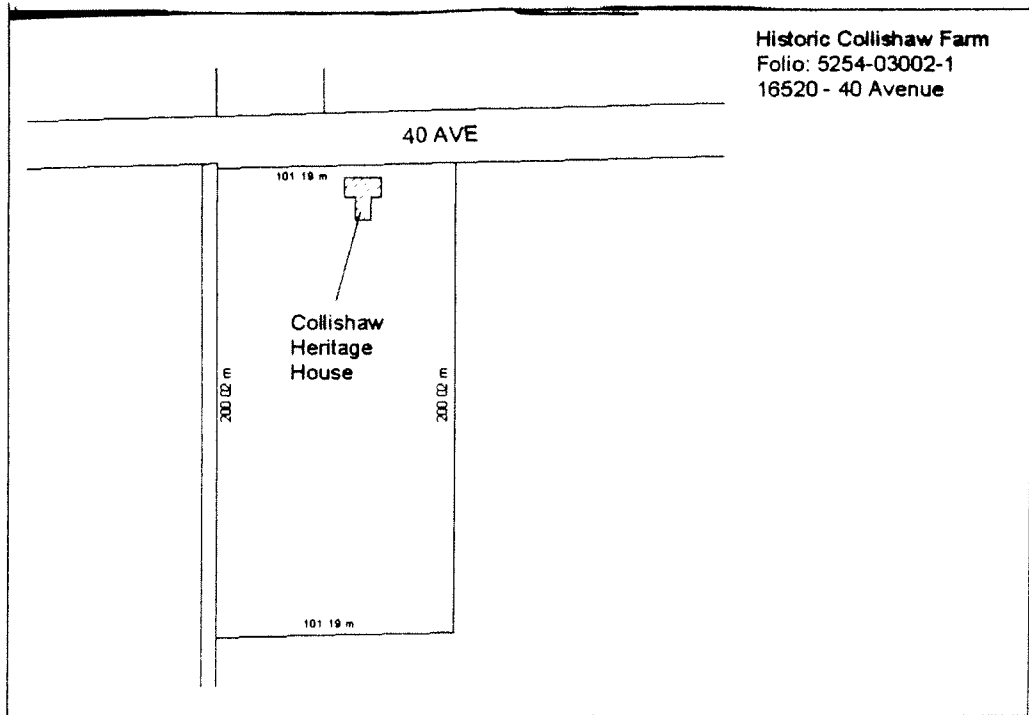 Historic Collishaw Farm
Folio: 5254-03002-1
16520 - 40 Avenue
40 AVE
101 19 m
Collishaw
Heritage
House
200 02 m
200 02 m
101 19 m